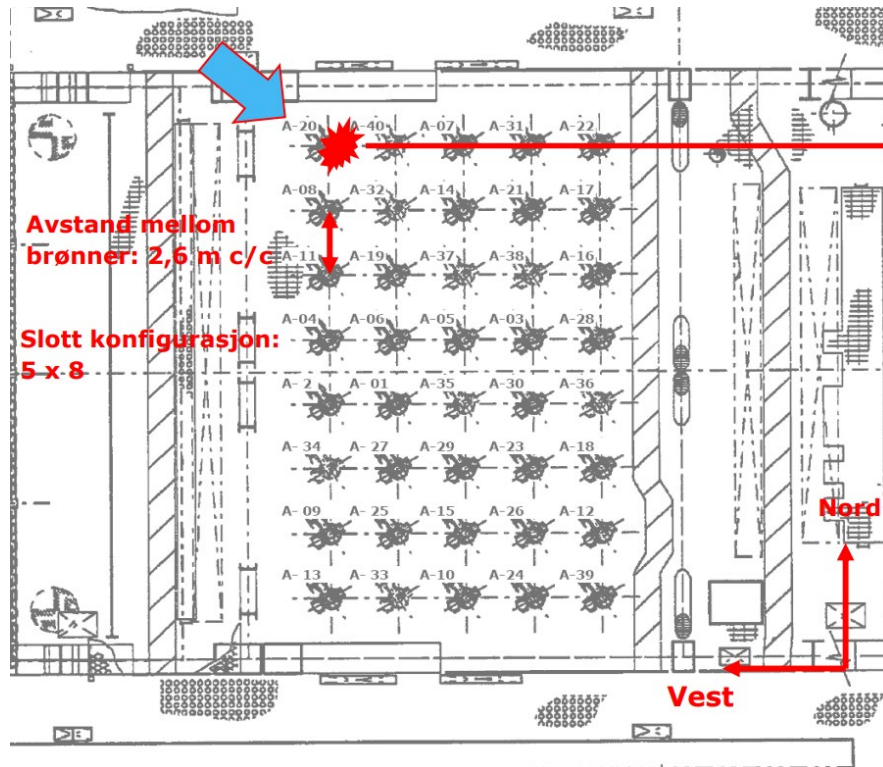 A-20 A-40 A-07 A-31 A-22
A-08 A-32 A-14 A-21 A-17
Avstand mellom
brønner: 2,6 m c/c
A-11 A-19 A-37 A-38 A-16
A-04 A-06 A-05 A-03 A-28
Slott konfigurasjon:
5 x 8
A-2 A-01 A-35 A-30 A-36
A-34 A-27 A-29 A-23 A-18
Nord
A-09 A-25 A-15 A-26 A-12
A-13 A-33 A-10 A-24 A-39
Vest